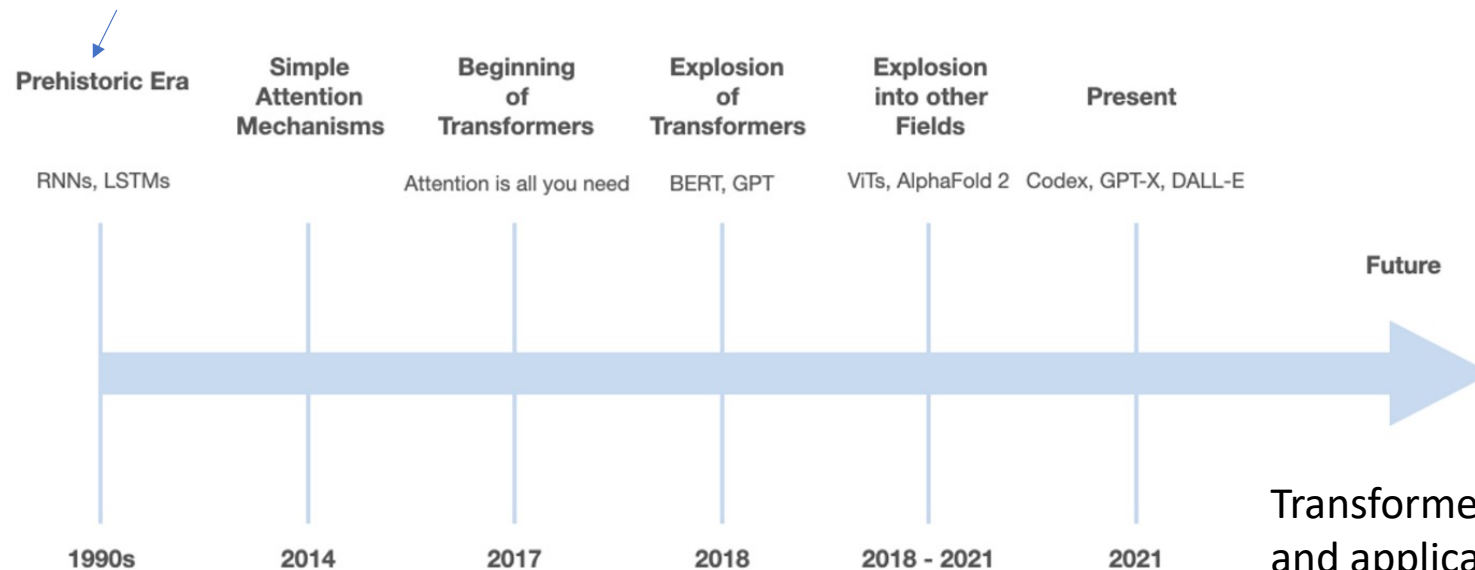 Prehistoric Era
Simple
Attention
Mechanisms
Beginning
of
Transformers
Explosion
of
Transformers
Explosion
into other
Fields
Present
RNNs, LSTMs
Attention is all you need
BERT, GPT
ViTs, AlphaFold 2
Codex, GPT-X, DALL-E
Future
1990s
2014
2017
2018
2018 - 2021
2021
and